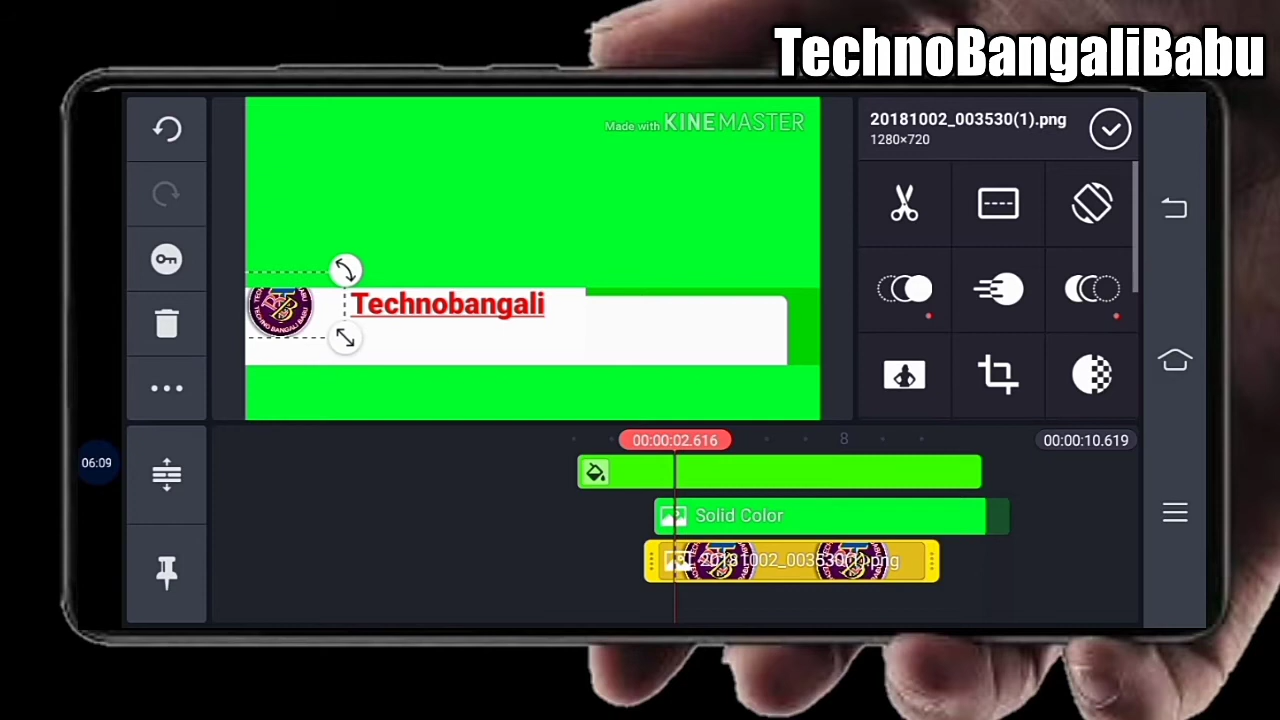 TechnoBangaliBabu
Made with KINEMASTER
20181002_003530(1).png
1280×720
Technobangali
06:09
00:00:02.616
8
00:00:10.619
Solid Color
20181002_003530(1).png